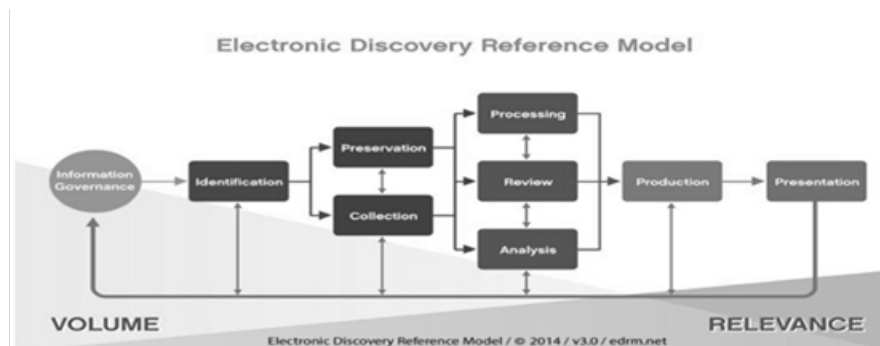 Electronic Discovery Reference Model
Processing
Preservation
Information
Governance
Identification
Review
Production
Presentation
Collection
Analysis
VOLUME
RELEVANCE
Electronic Discovery Reference Model / © 2014 / v3.0 / edrm.net